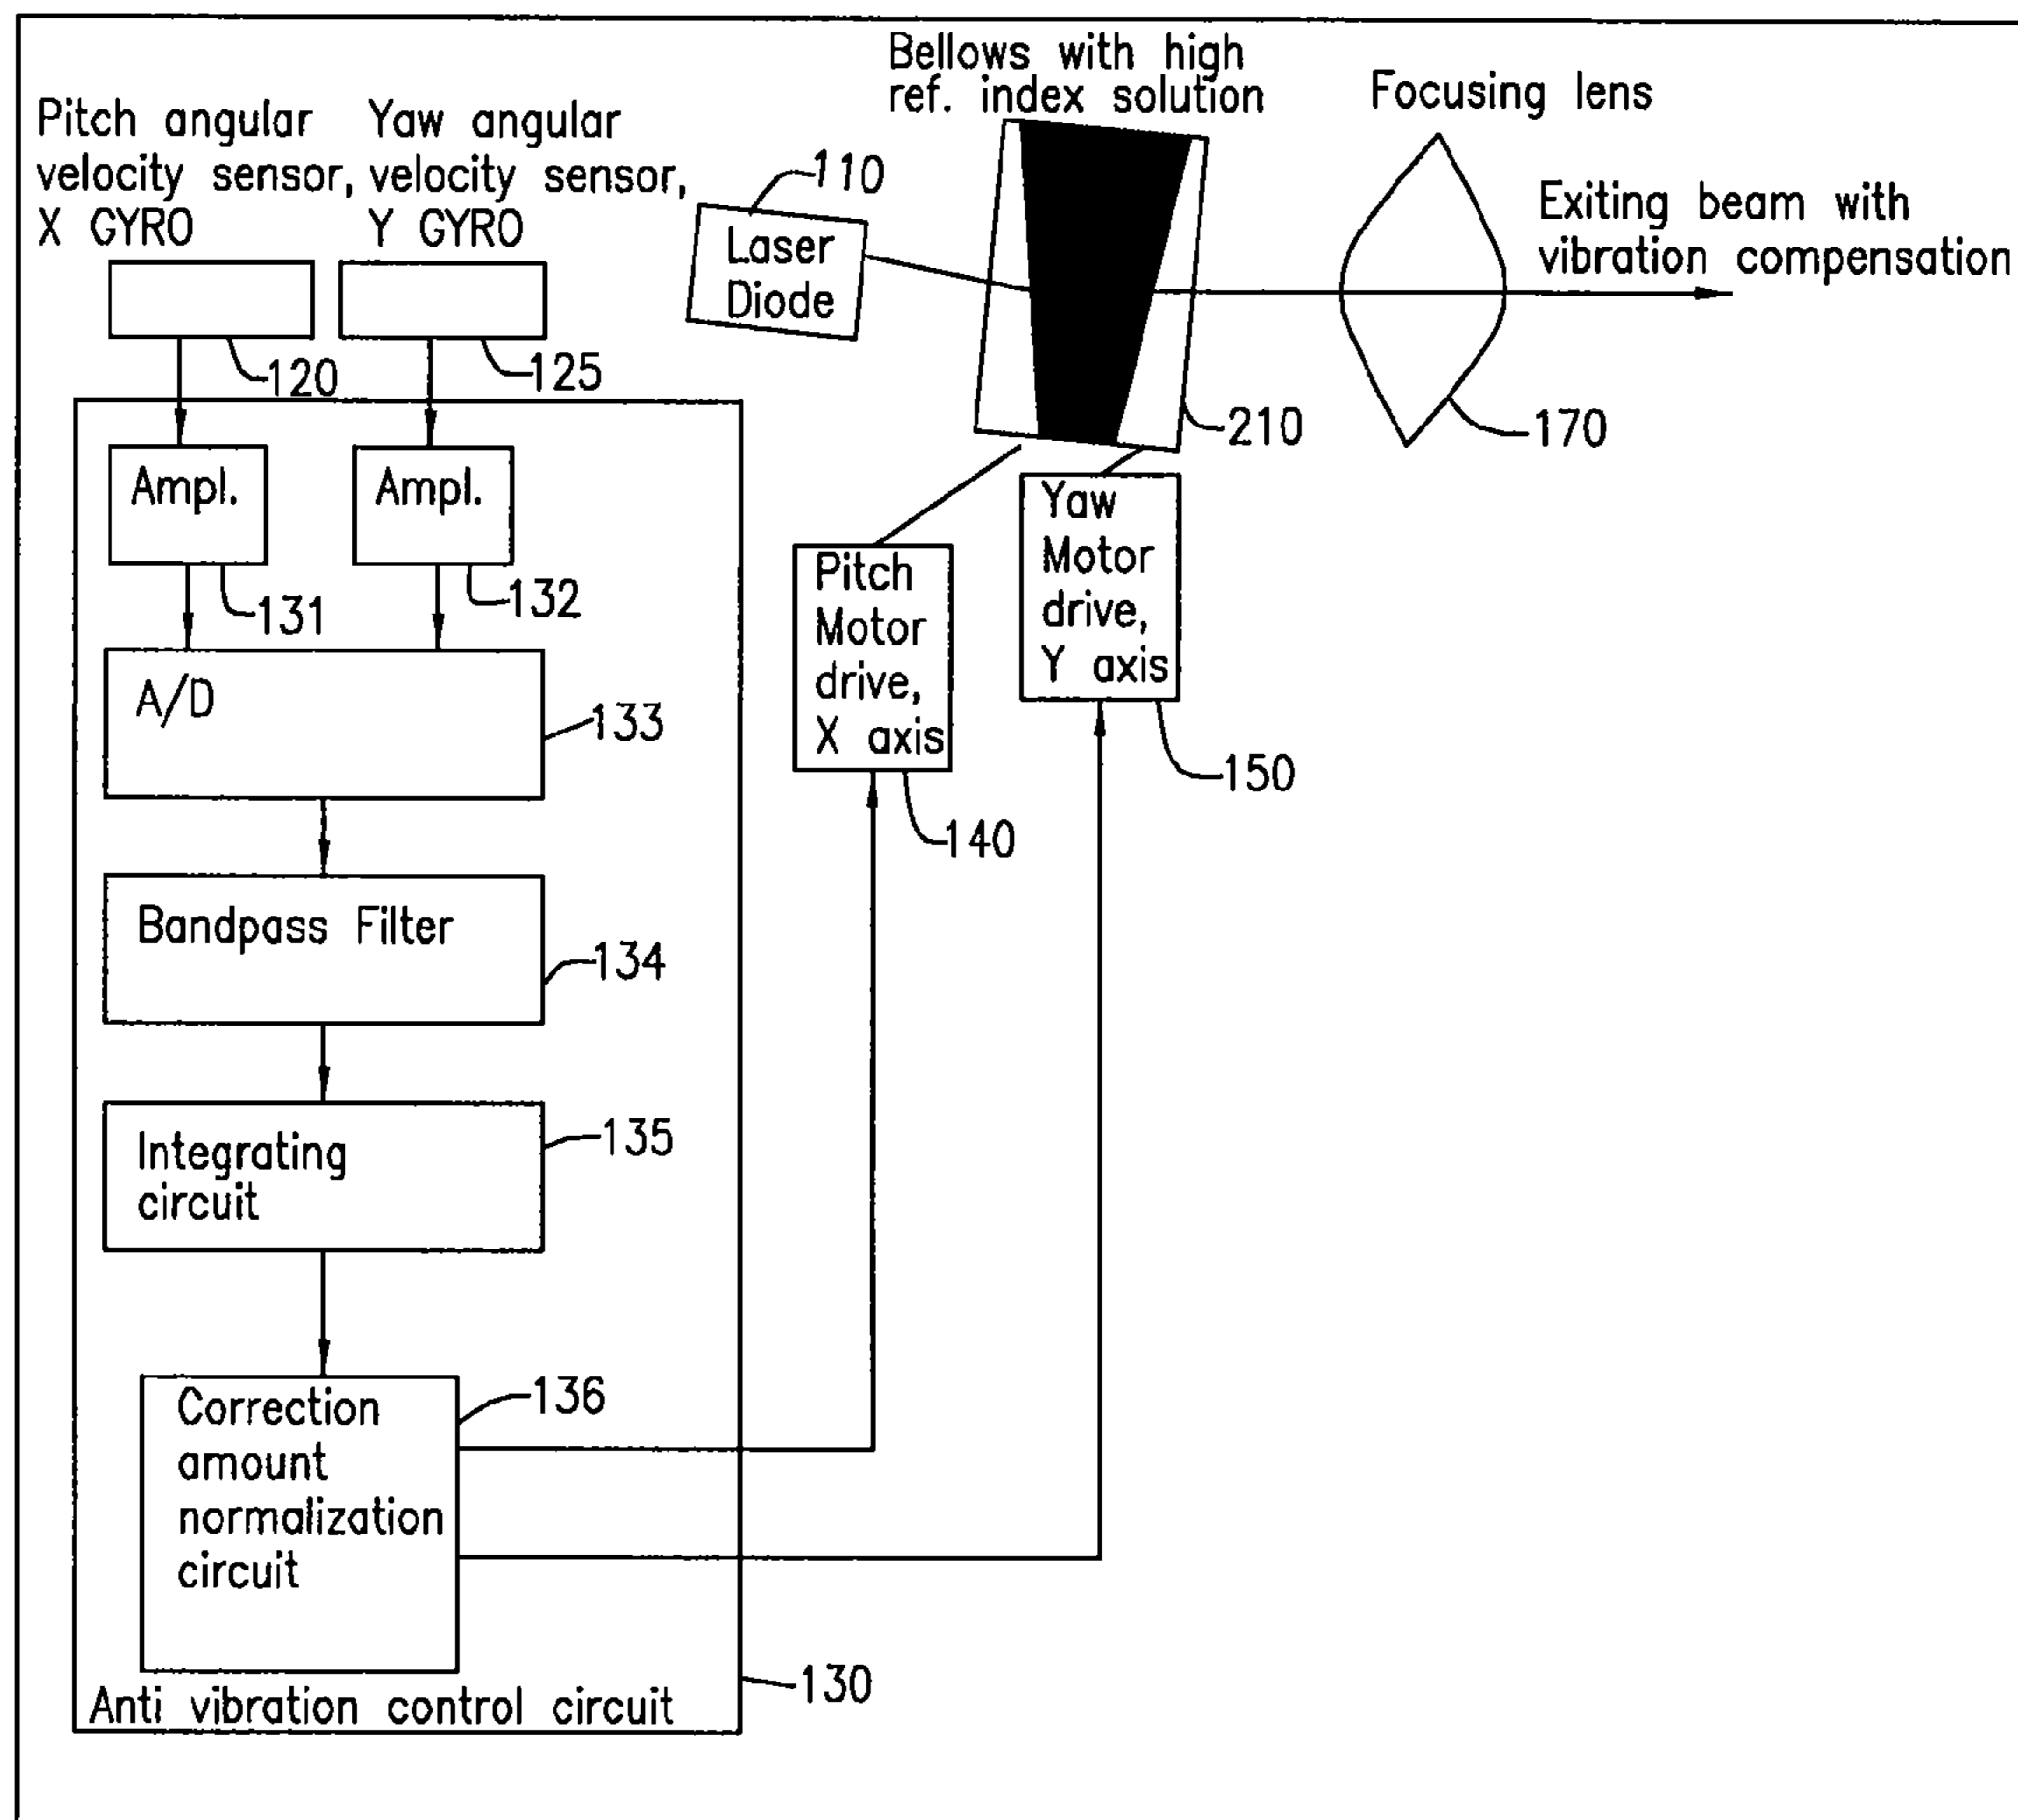 Bellows with high
ref. index solution
Focusing lens
Pitch angular
velocity sensor,
X GYRO
Yaw angular
velocity sensor,
Y GYRO
110
Laser
Diode
Exiting beam with
vibration compensation
120
125
210
170
Ampl.
Ampl.
131
132
Yaw
Motor
drive,
Y axis
Pitch
Motor
drive,
X axis
A/D
133
150
140
Bandpass Filter
134
Integrating
circuit
135
Correction
amount
normalization
circuit
136
130
Anti vibration control circuit